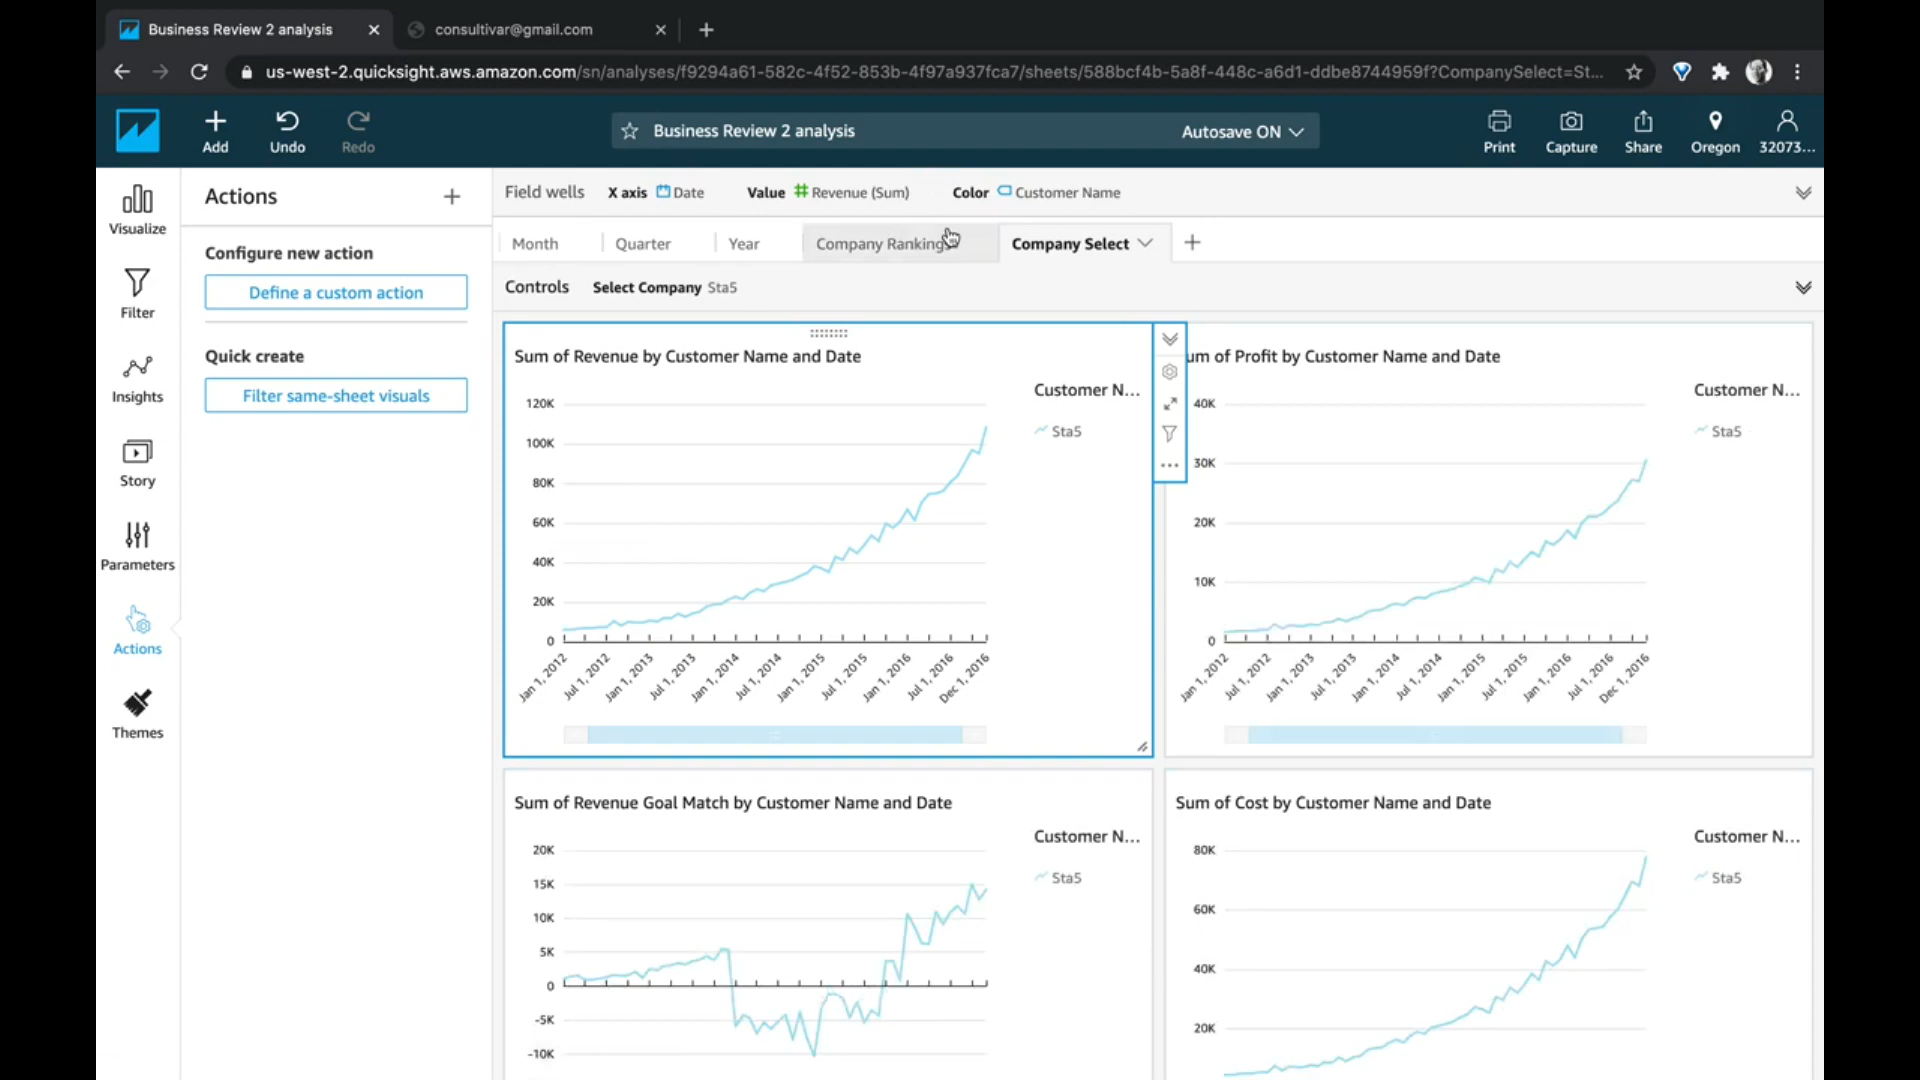 Business Review 2 analysis
consultivar@gmail.com
us-west-2.quicksight.aws.amazon.com/sn/analyses/f9294a61-582c-4f52-853b-4f97a937fca7/sheets/588bcf4b-5a8f-448c-a6d1-ddbe8744959f?CompanySelect=St...
Add
Undo
Redo
Business Review 2 analysis
Autosave ON
Print
Capture
Share
Oregon
32073...
Visualize
Filter
Insights
Story
Parameters
Actions
Themes
Actions
Configure new action
Define a custom action
Quick create
Filter same-sheet visuals
Field wells X axis Date Value Revenue (Sum) Color Customer Name
Month Quarter Year Company Rankings Company Select
Controls Select Company Sta5
Sum of Revenue by Customer Name and Date
Customer N...
Sta5
120K
100K
80K
60K
40K
20K
0
Jan 1, 2012
Jul 1, 2012
Jan 1, 2013
Jul 1, 2013
Jan 1, 2014
Jul 1, 2014
Jan 1, 2015
Jul 1, 2015
Jan 1, 2016
Jul 1, 2016
Dec 1, 2016
um of Profit by Customer Name and Date
Customer N...
Sta5
40K
30K
20K
10K
0
Jan 1, 2012
Jul 1, 2012
Jan 1, 2013
Jul 1, 2013
Jan 1, 2014
Jul 1, 2014
Jan 1, 2015
Jul 1, 2015
Jan 1, 2016
Jul 1, 2016
Dec 1, 2016
Sum of Revenue Goal Match by Customer Name and Date
Customer N...
Sta5
20K
15K
10K
5K
0
-5K
-10K
Sum of Cost by Customer Name and Date
Customer N...
Sta5
80K
60K
40K
20K